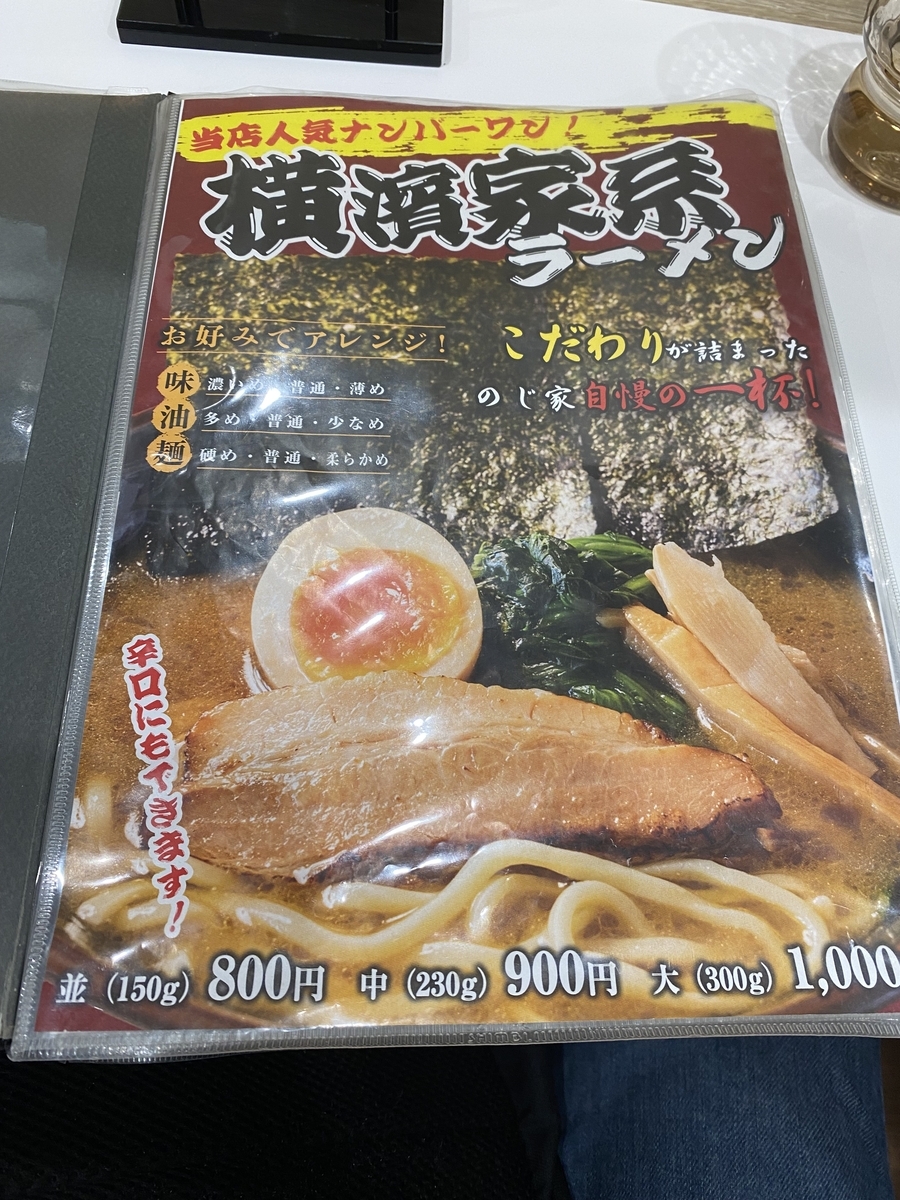 当店人気ナンバーワン!
横濱家系
ラーメン
お好みでアレンジ!
味 濃いめ・普通・薄め
油 多め・普通・少なめ
麺 硬め・普通・柔らかめ
こだわりが詰まった
のじ家自慢の一杯!
辛口にもできます!
並 (150g) 800円 中 (230g) 900円 大 (300g) 1,000